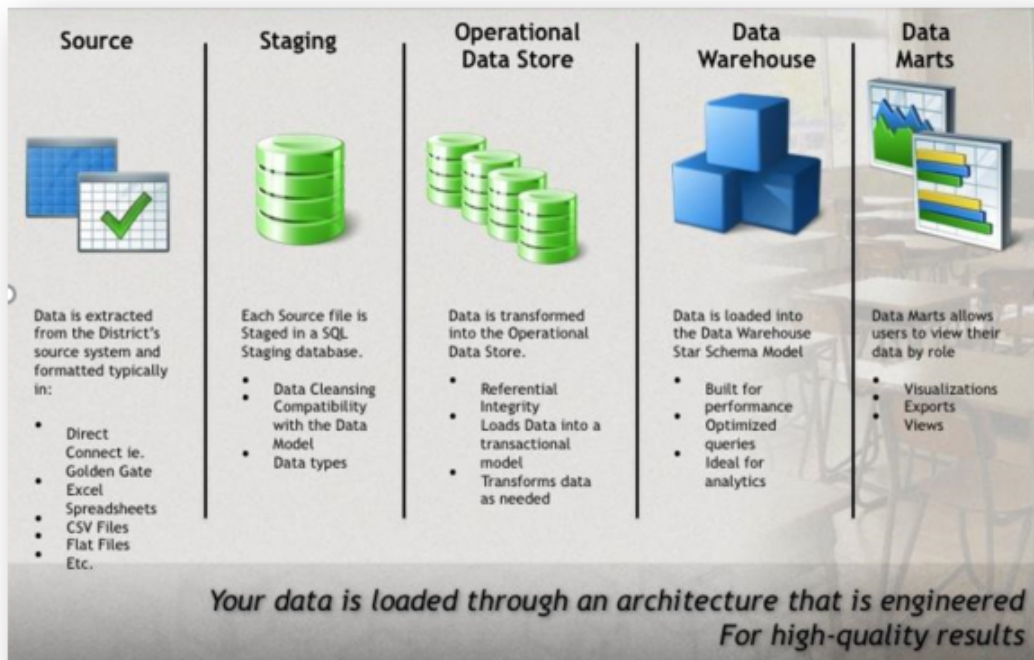 Source
Data is extracted
from the District's
source system and
formatted typically
in:
• Direct
Connect ie.
Golden Gate
• Excel
Spreadsheets
• CSV Files
• Flat Files
• Etc.
Staging
Each Source file is
Staged in a SQL
Staging database.
• Data Cleansing
• Compatibility
with the Data
Model
• Data types
Operational
Data Store
Data is transformed
into the Operational
Data Store.
• Referential
Integrity
• Loads Data into a
transactional
model
• Transforms data
as needed
Data
Warehouse
Data is loaded into
the Data Warehouse
Star Schema Model
• Built for
performance
• Optimized
queries
• Ideal for
analytics
Data
Marts
Data Marts allows
users to view their
data by role
• Visualizations
• Exports
• Views
Your data is loaded through an architecture that is engineered
For high-quality results